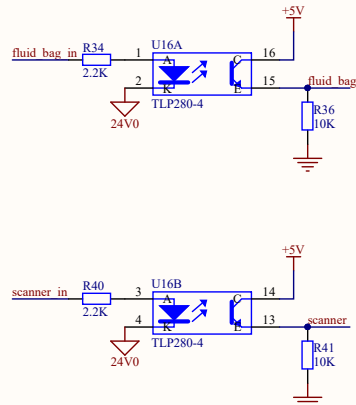 +5V
fluid_bag_in R34 1 U16A 16
A C
2.2K 2 15 fluid_bag
K E
24V0 TLP280-4 R36
10K
+5V
scanner_in R40 3 U16B 14
A C
2.2K 4 13 scanner
K E
24V0 TLP280-4 R41
10K